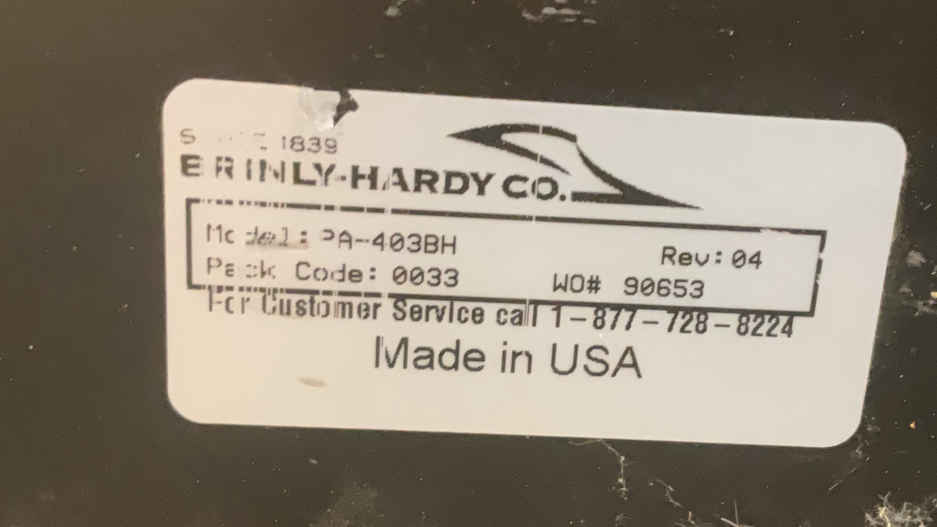 SINCE 1839
BRINLY-HARDY CO.
Model: PA-403BH Rev: 04
Pack Code: 0033 WO# 90653
For Customer Service call 1-877-728-8224
Made in USA